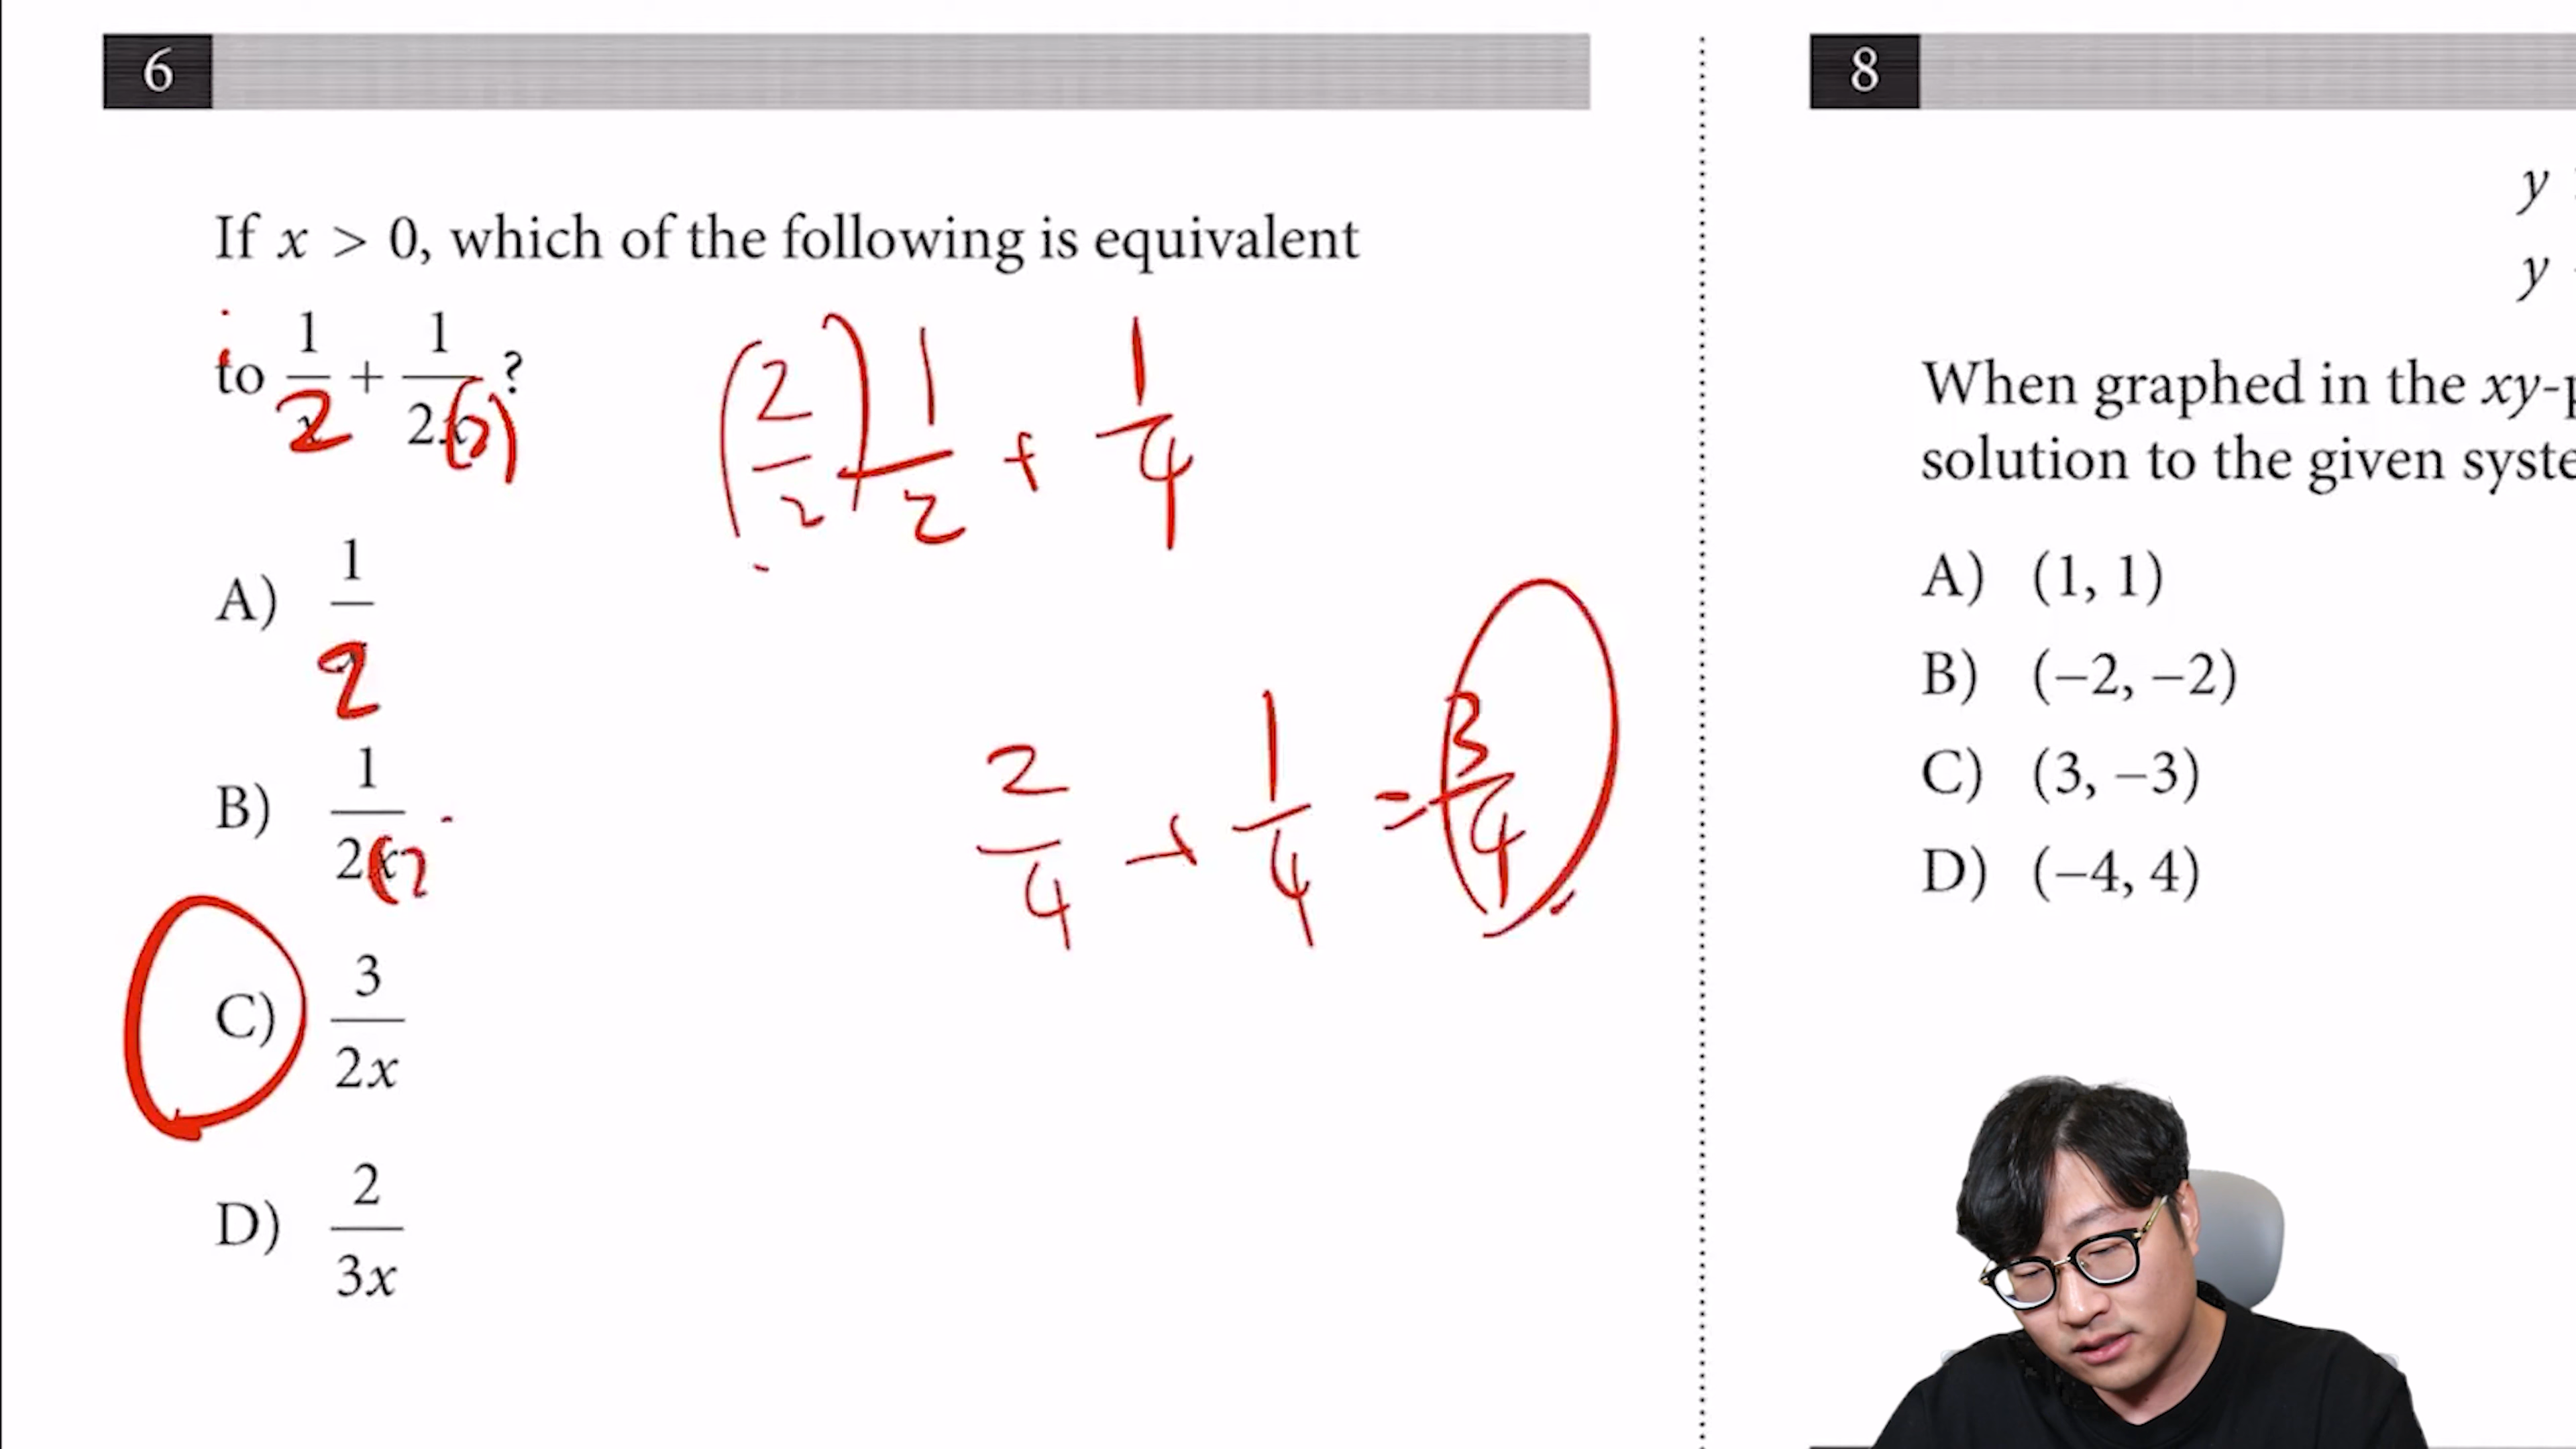 6
If x > 0, which of the following is equivalent
to 1/x + 1/2x ?
2 (2)
(2/2) 1/2 + 1/4
2/4 + 1/4 = 3/4
A) 1/x
2
B) 1/2x
(2
C) 3/2x
D) 2/3x
8
y
y
When graphed in the xy-p
solution to the given syste
A) (1, 1)
B) (−2, −2)
C) (3, −3)
D) (−4, 4)